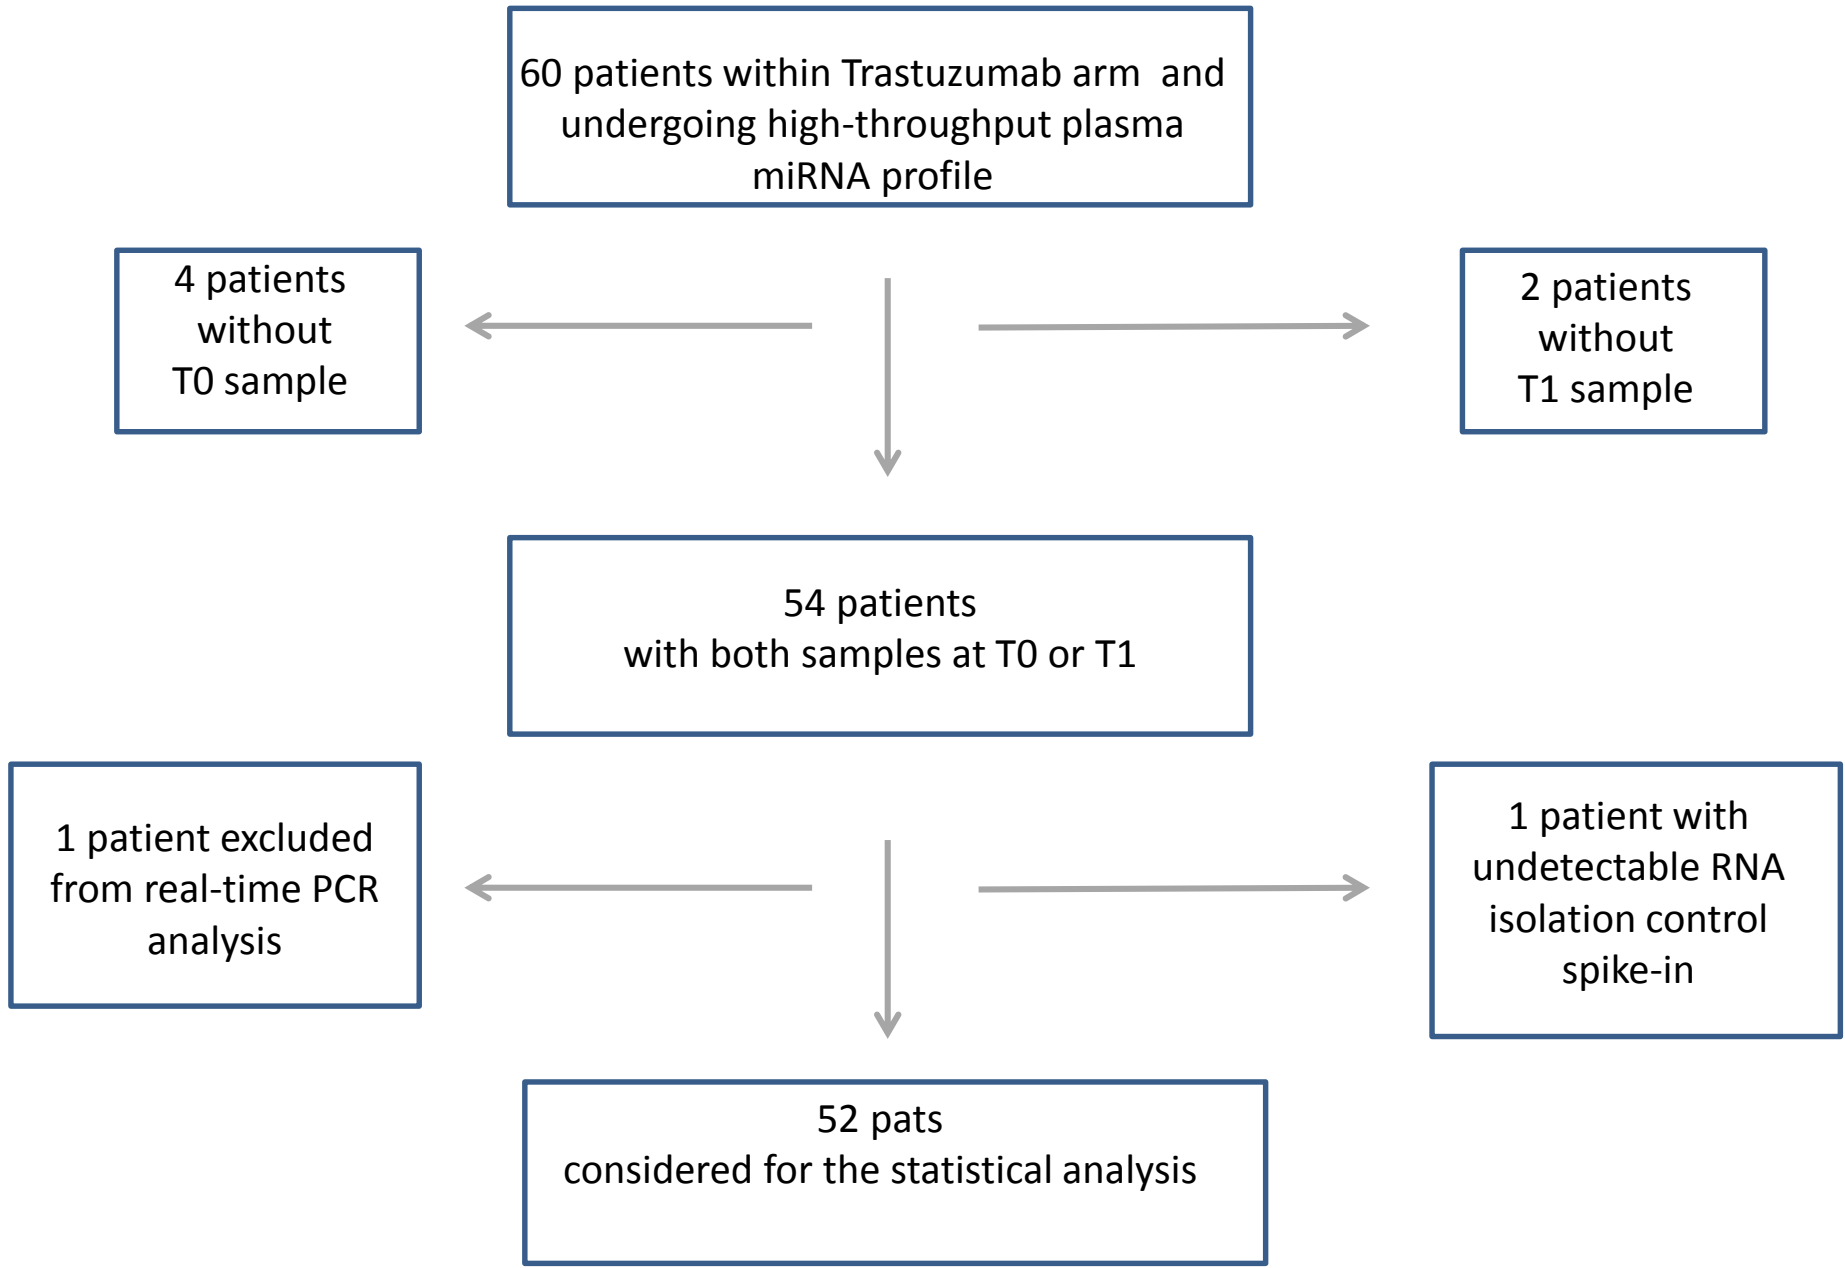 60 patients within Trastuzumab arm and
undergoing high-throughput plasma
miRNA profile
4 patients
without
T0 sample
2 patients
without
T1 sample
54 patients
with both samples at T0 or T1
1 patient excluded
from real-time PCR
analysis
1 patient with
undetectable RNA
isolation control
spike-in
52 pats
considered for the statistical analysis